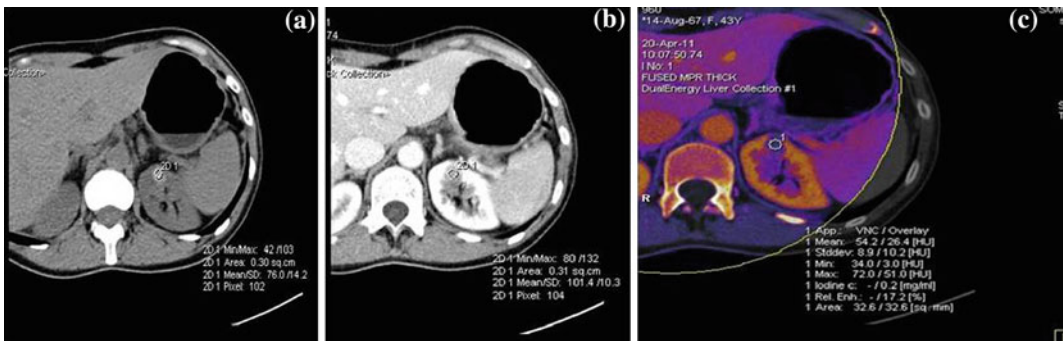 (a)
Collection>
2D 1
2D 1 Min/Max: 42 /103
2D 1 Area: 0.30 sq.cm
2D 1 Mean/SD: 76.0 /14.2
2D 1 Pixel: 102
(b)
1
74
ck Collection>
2D 1
2D 1 Min/Max: 80 /132
2D 1 Area: 0.31 sq.cm
2D 1 Mean/SD: 101.4 /10.3
2D 1 Pixel: 104
(c)
960
*14-Aug-67, F, 43Y
20-Apr-11
10:07:50.74
I No: 1
FUSED MPR THICK
DualEnergy Liver Collection #1
1
R
1 App.: VNC / Overlay
1 Mean: 54.2 / 26.4 [HU]
1 Stddev: 8.9 / 10.2 [HU]
1 Min: 34.0 / 3.0 [HU]
1 Max: 72.0 / 51.0 [HU]
1 Iodine c: - / 0.2 [mg/ml]
1 Rel. Enh.: - / 17.2 [%]
1 Area: 32.6 / 32.6 [sq. mm]